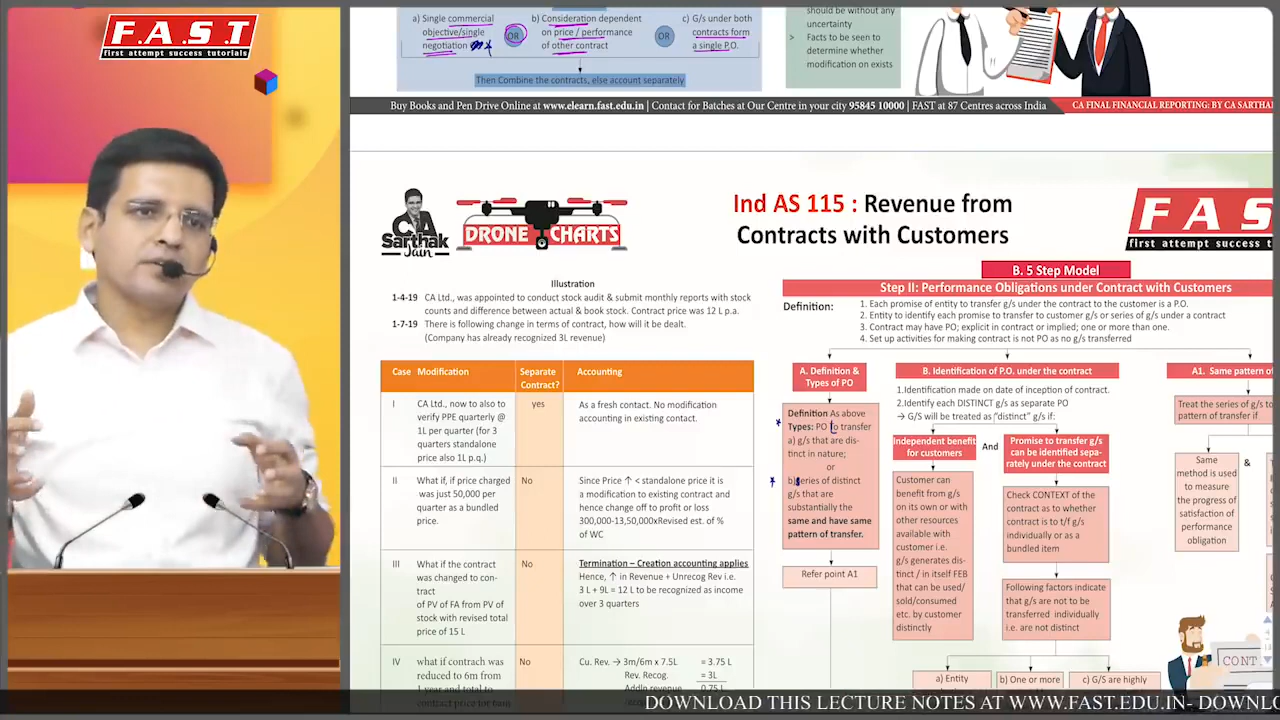 F.A.S.T
first attempt success tutorials
a) Single commercial
objective/single
negotiation
OR
b) Consideration dependent
on price / performance
of other contract
OR
c) G/s under both
contracts form
a single P.O.
Then Combine the contracts, else account separately
should be without any
uncertainty
> Facts to be seen to
determine whether
modification on exists
Buy Books and Pen Drive Online at www.elearn.fast.edu.in | Contact for Batches at Our Centre in your city 95845 10000 | FAST at 87 Centres across India
CA FINAL FINANCIAL REPORTING: BY CA SARTHA
CA
Sarthak
Jain
DRONE CHARTS
Ind AS 115 : Revenue from
Contracts with Customers
FAS
first attempt success t
Illustration
1-4-19 CA Ltd., was appointed to conduct stock audit & submit monthly reports with stock
counts and difference between actual & book stock. Contract price was 12 L p.a.
1-7-19 There is following change in terms of contract, how will it be dealt.
(Company has already recognized 3L revenue)
Case Modification Separate Contract? Accounting
I CA Ltd., now to also to
verify PPE quarterly @
1L per quarter (for 3
quarters standalone
price also 1L p.q.)
yes
As a fresh contact. No modification
accounting in existing contact.
II What if, if price charged
was just 50,000 per
quarter as a bundled
price.
No
Since Price ↑ < standalone price it is
a modification to existing contract and
hence change off to profit or loss
300,000-13,50,000xRevised est. of %
of WC
III What if the contract
was changed to con-
tract
of PV of FA from PV of
stock with revised total
price of 15 L
No
Termination – Creation accounting applies
Hence, ↑ in Revenue + Unrecog Rev i.e.
3 L + 9L = 12 L to be recognized as income
over 3 quarters
IV what if contrach was
reduced to 6m from
1 year and total to
contract price for
No
Cu. Rev. → 3m/6m x 7.5L = 3.75 L
Rev. Recog. = 3L
Addln revenue 0.75 L
B. 5 Step Model
Step II: Performance Obligations under Contract with Customers
Definition: 1. Each promise of entity to transfer g/s under the contract to the customer is a P.O.
2. Entity to identify each promise to transfer to customer g/s or series of g/s under a contract
3. Contract may have PO; explicit in contract or implied; one or more than one.
4. Set up activities for making contract is not PO as no g/s transferred
A. Definition &
Types of PO
Definition As above
Types: PO to transfer
a) g/s that are dis-
tinct in nature;
or
b)series of distinct
g/s that are
substantially the
same and have same
pattern of transfer.
Refer point A1
B. Identification of P.O. under the contract
1.Identification made on date of inception of contract.
2.Identify each DISTINCT g/s as separate PO
→ G/S will be treated as “distinct” g/s if:
Independent benefit
for customers
And
Promise to transfer g/s
can be identified sepa-
rately under the contract
Customer can
benefit from g/s
on its own or with
other resources
available with
customer i.e.
g/s generates dis-
tinct / in itself FEB
that can be used/
sold/consumed
etc. by customer
distinctly
Check CONTEXT of the
contract as to whether
contract is to t/f g/s
individually or as a
bundled item
Following factors indicate
that g/s are not to be
transferred individually
i.e. are not distinct
a) Entity
b) One or more
c) G/S are highly
A1. Same pattern of
Treat the series of g/s to
pattern of transfer if
Same
method is used
to measure
the progress of
satisfaction of
performance
obligation
&
CONT
DOWNLOAD THIS LECTURE NOTES AT WWW.FAST.EDU.IN- DOWNLO